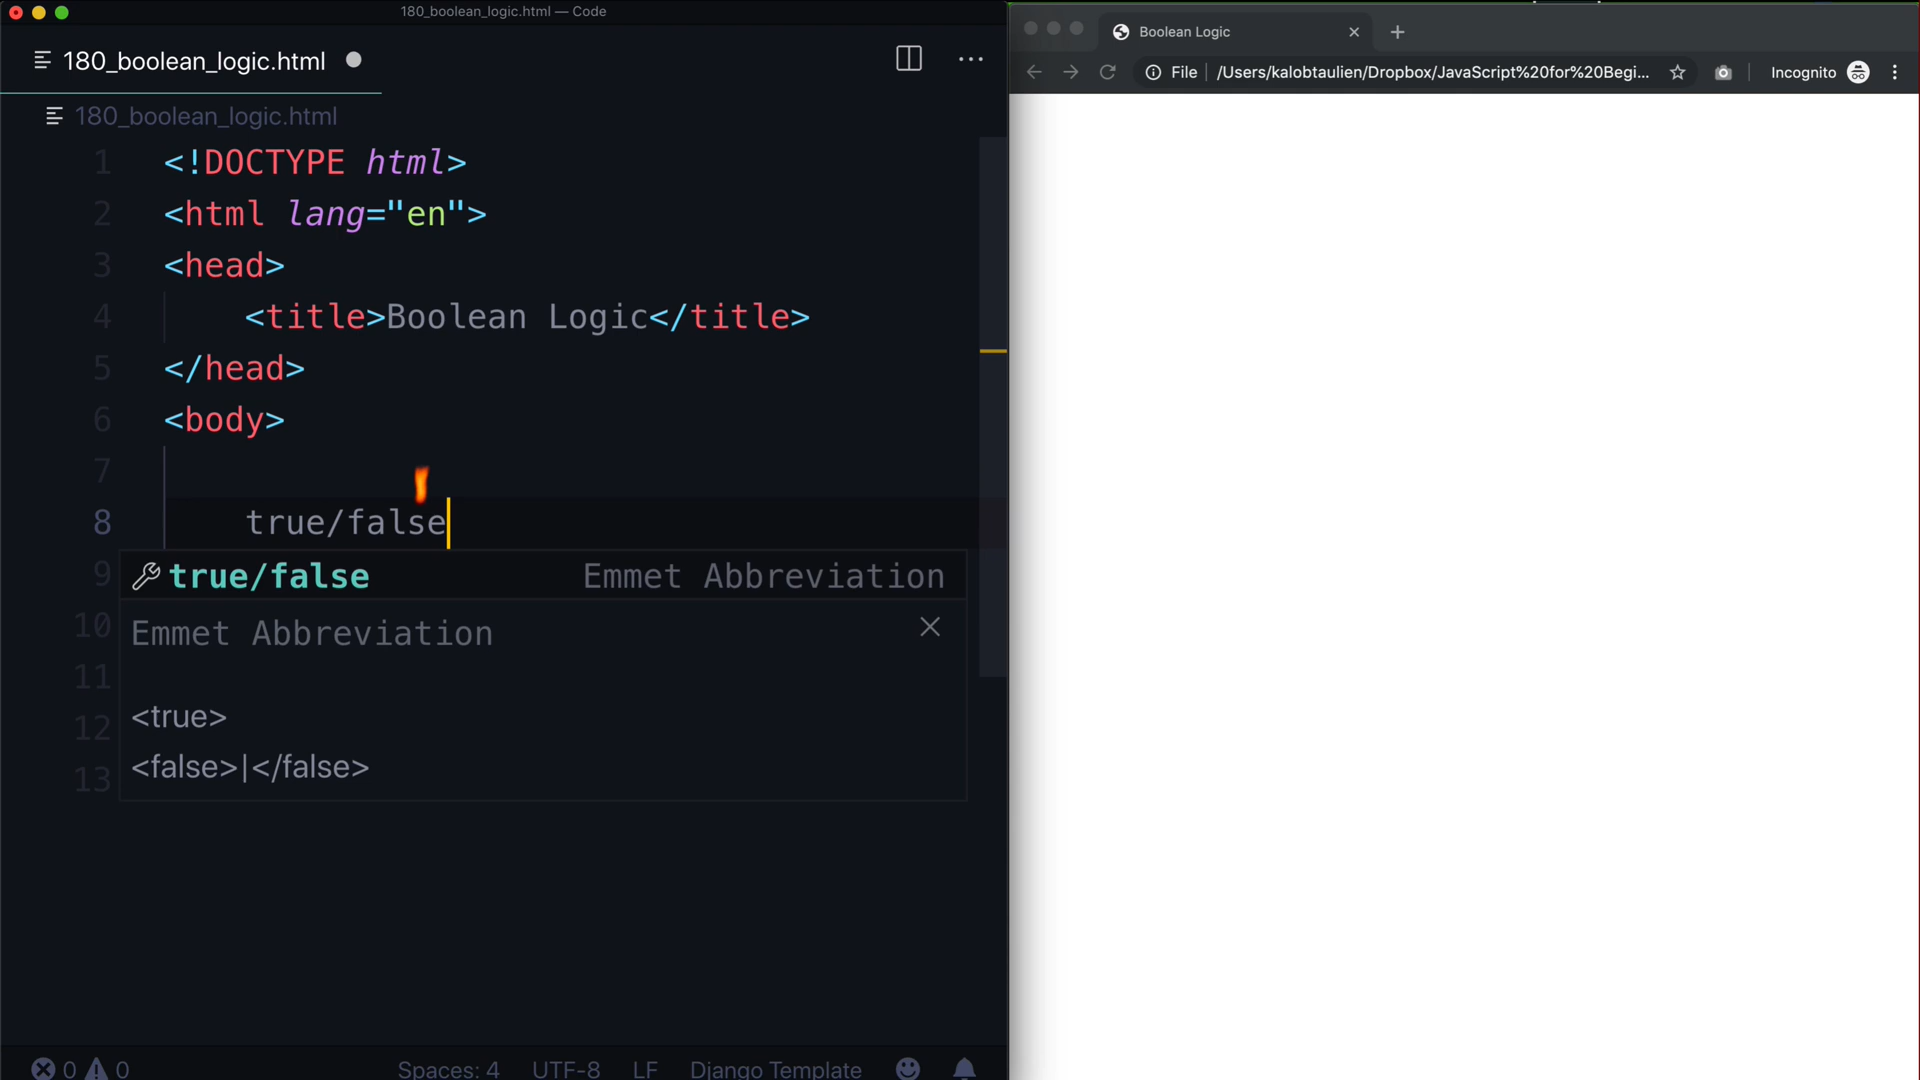 180_boolean_logic.html — Code
180_boolean_logic.html
180_boolean_logic.html
1 <!DOCTYPE html>
2 <html lang="en">
3 <head>
4 <title>Boolean Logic</title>
5 </head>
6 <body>
7
8 true/false
9 true/false Emmet Abbreviation
10 Emmet Abbreviation
11
12 <true>
<false>|</false>
13
0 0 Spaces: 4 UTF-8 LF Django Template
Boolean Logic
File /Users/kalobtaulien/Dropbox/JavaScript%20for%20Begi... Incognito